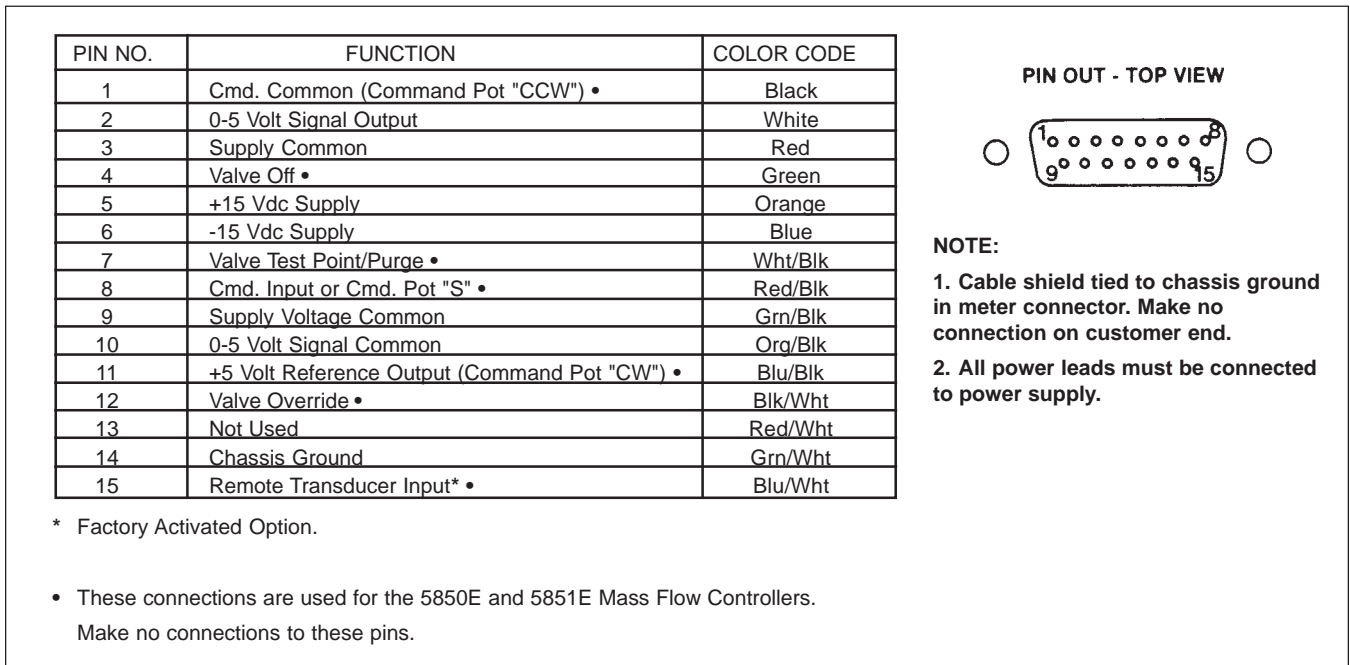 PIN NO. FUNCTION COLOR CODE
1 Cmd. Common (Command Pot "CCW") • Black
2 0-5 Volt Signal Output White
3 Supply Common Red
4 Valve Off • Green
5 +15 Vdc Supply Orange
6 -15 Vdc Supply Blue
7 Valve Test Point/Purge • Wht/Blk
8 Cmd. Input or Cmd. Pot "S" • Red/Blk
9 Supply Voltage Common Grn/Blk
10 0-5 Volt Signal Common Org/Blk
11 +5 Volt Reference Output (Command Pot "CW") • Blu/Blk
12 Valve Override • Blk/Wht
13 Not Used Red/Wht
14 Chassis Ground Grn/Wht
15 Remote Transducer Input* • Blu/Wht
* Factory Activated Option.
• These connections are used for the 5850E and 5851E Mass Flow Controllers.
Make no connections to these pins.
PIN OUT - TOP VIEW
1 8
9 15
NOTE:
1. Cable shield tied to chassis ground
in meter connector. Make no
connection on customer end.
2. All power leads must be connected
to power supply.